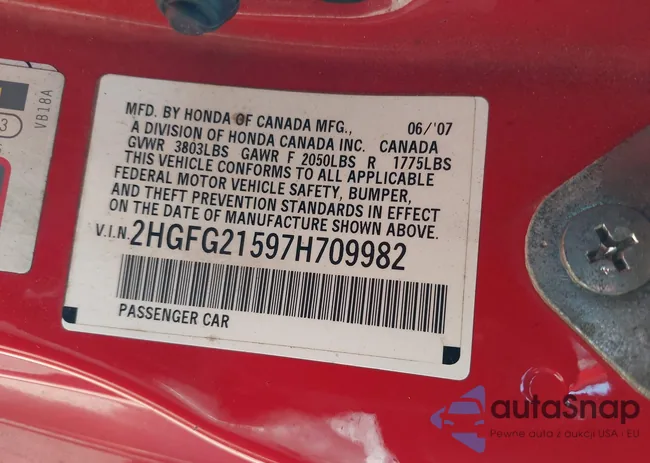 VB18A
3
MFD. BY HONDA OF CANADA MFG., 06/'07
A DIVISION OF HONDA CANADA INC. CANADA
GVWR 3803LBS GAWR F 2050LBS R 1775LBS
THIS VEHICLE CONFORMS TO ALL APPLICABLE
FEDERAL MOTOR VEHICLE SAFETY, BUMPER,
AND THEFT PREVENTION STANDARDS IN EFFECT
ON THE DATE OF MANUFACTURE SHOWN ABOVE.
V.I.N. 2HGFG21597H709982
PASSENGER CAR
autaSnap
Pewne auta z aukcji USA - EU